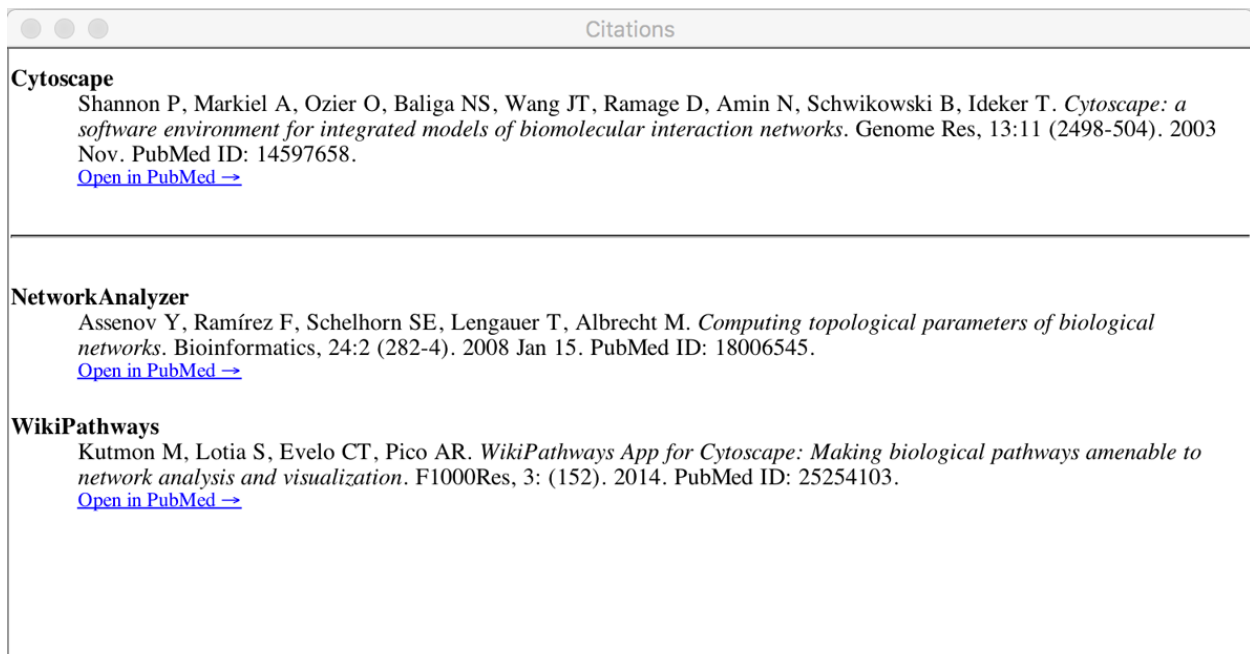 Citations
Cytoscape
Shannon P, Markiel A, Ozier O, Baliga NS, Wang JT, Ramage D, Amin N, Schwikowski B, Ideker T. Cytoscape: a
software environment for integrated models of biomolecular interaction networks. Genome Res, 13:11 (2498-504). 2003
Nov. PubMed ID: 14597658.
Open in PubMed →
NetworkAnalyzer
Assenov Y, Ramírez F, Schelhorn SE, Lengauer T, Albrecht M. Computing topological parameters of biological
networks. Bioinformatics, 24:2 (282-4). 2008 Jan 15. PubMed ID: 18006545.
Open in PubMed →
WikiPathways
Kutmon M, Lotia S, Evelo CT, Pico AR. WikiPathways App for Cytoscape: Making biological pathways amenable to
network analysis and visualization. F1000Res, 3: (152). 2014. PubMed ID: 25254103.
Open in PubMed →